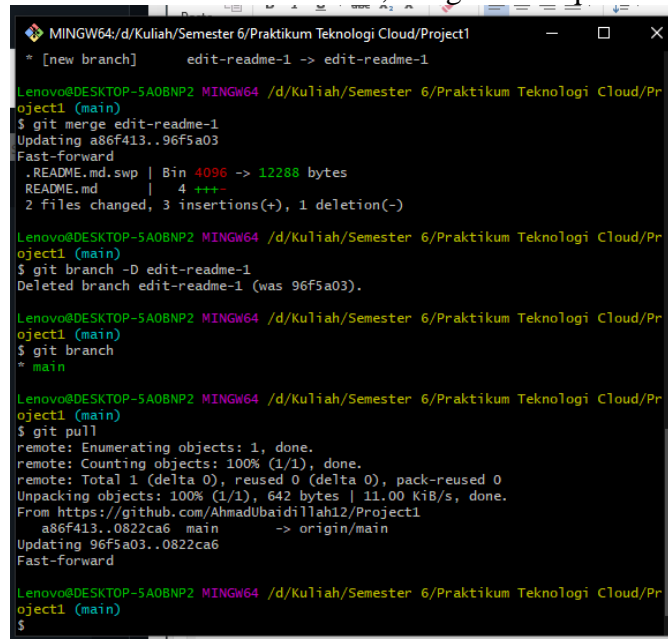 MINGW64:/d/Kuliah/Semester 6/Praktikum Teknologi Cloud/Project1
* [new branch]      edit-readme-1 -> edit-readme-1
Lenovo@DESKTOP-5AOBNP2 MINGW64 /d/Kuliah/Semester 6/Praktikum Teknologi Cloud/Pr
oject1 (main)
$ git merge edit-readme-1
Updating a86f413..96f5a03
Fast-forward
.README.md.swp | Bin 4096 -> 12288 bytes
README.md      |   4 +++-
2 files changed, 3 insertions(+), 1 deletion(-)
Lenovo@DESKTOP-5AOBNP2 MINGW64 /d/Kuliah/Semester 6/Praktikum Teknologi Cloud/Pr
oject1 (main)
$ git branch -D edit-readme-1
Deleted branch edit-readme-1 (was 96f5a03).
Lenovo@DESKTOP-5AOBNP2 MINGW64 /d/Kuliah/Semester 6/Praktikum Teknologi Cloud/Pr
oject1 (main)
$ git branch
* main
Lenovo@DESKTOP-5AOBNP2 MINGW64 /d/Kuliah/Semester 6/Praktikum Teknologi Cloud/Pr
oject1 (main)
$ git pull
remote: Enumerating objects: 1, done.
remote: Counting objects: 100% (1/1), done.
remote: Total 1 (delta 0), reused 0 (delta 0), pack-reused 0
Unpacking objects: 100% (1/1), 642 bytes | 11.00 KiB/s, done.
From https://github.com/AhmadUbaidillah12/Project1
a86f413..0822ca6  main       -> origin/main
Updating 96f5a03..0822ca6
Fast-forward
Lenovo@DESKTOP-5AOBNP2 MINGW64 /d/Kuliah/Semester 6/Praktikum Teknologi Cloud/Pr
oject1 (main)
$